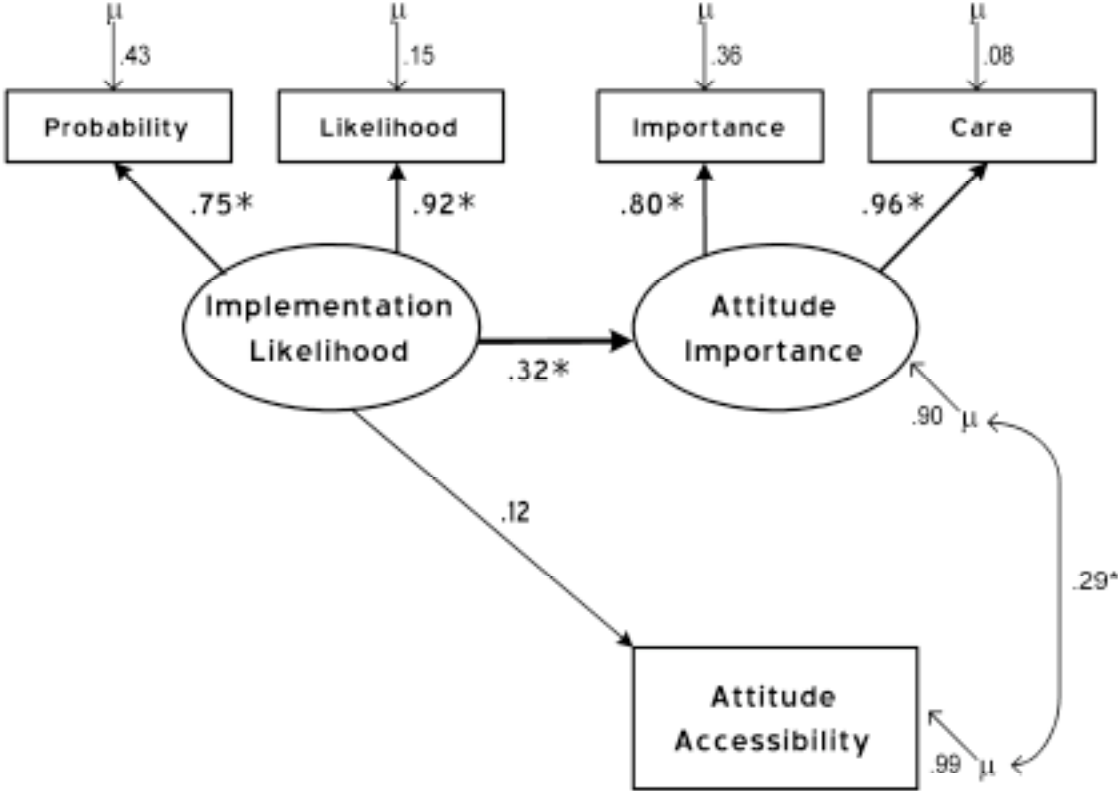 μ μ μ μ
.43 .15 .36 .08
Probability Likelihood Importance Care
.75* .92* .80* .96*
Implementation
Likelihood
Attitude
Importance
.32*
.90 μ
.12
.29*
Attitude
Accessibility
.99 μ